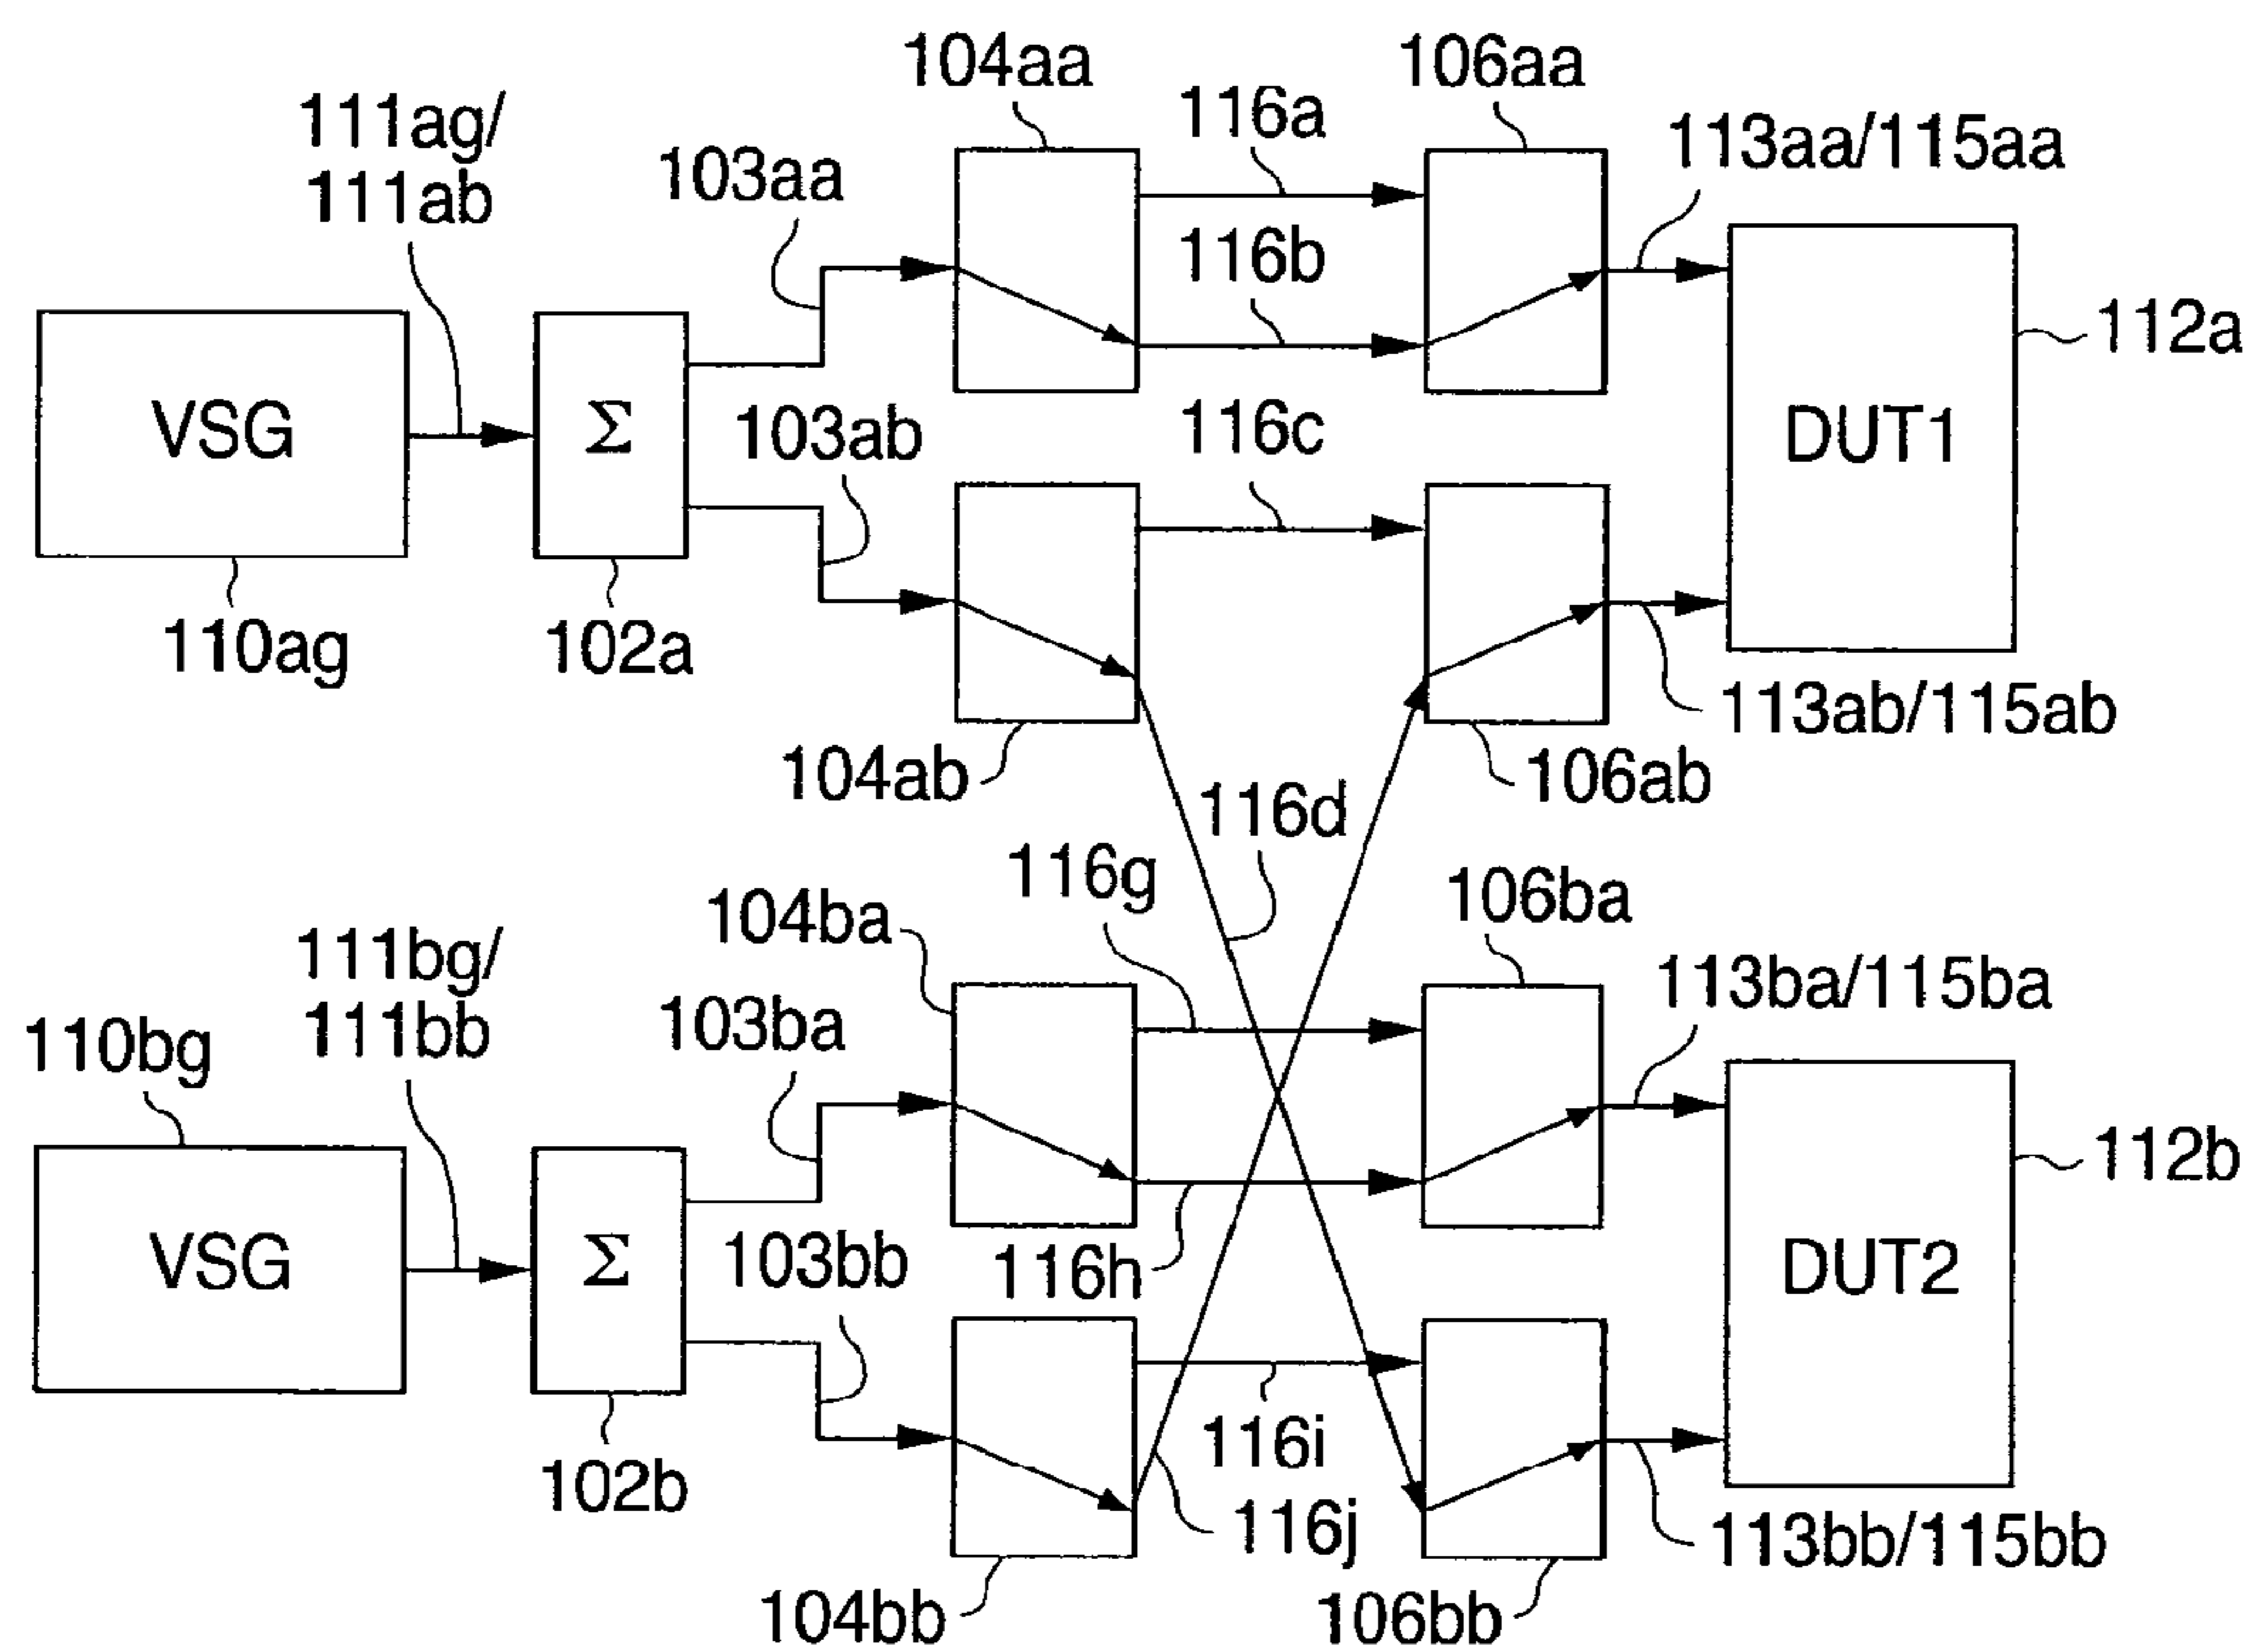 104aa
106aa
111ag/
111ab
103aa
116a
113aa/115aa
116b
112a
VSG
Σ
103ab
116c
DUT1
110ag
102a
113ab/115ab
104ab
106ab
116d
116g
104ba
106ba
111bg/
111bb
103ba
113ba/115ba
110bg
112b
VSG
Σ
103bb
116h
DUT2
102b
116i
116j
113bb/115bb
104bb
106bb